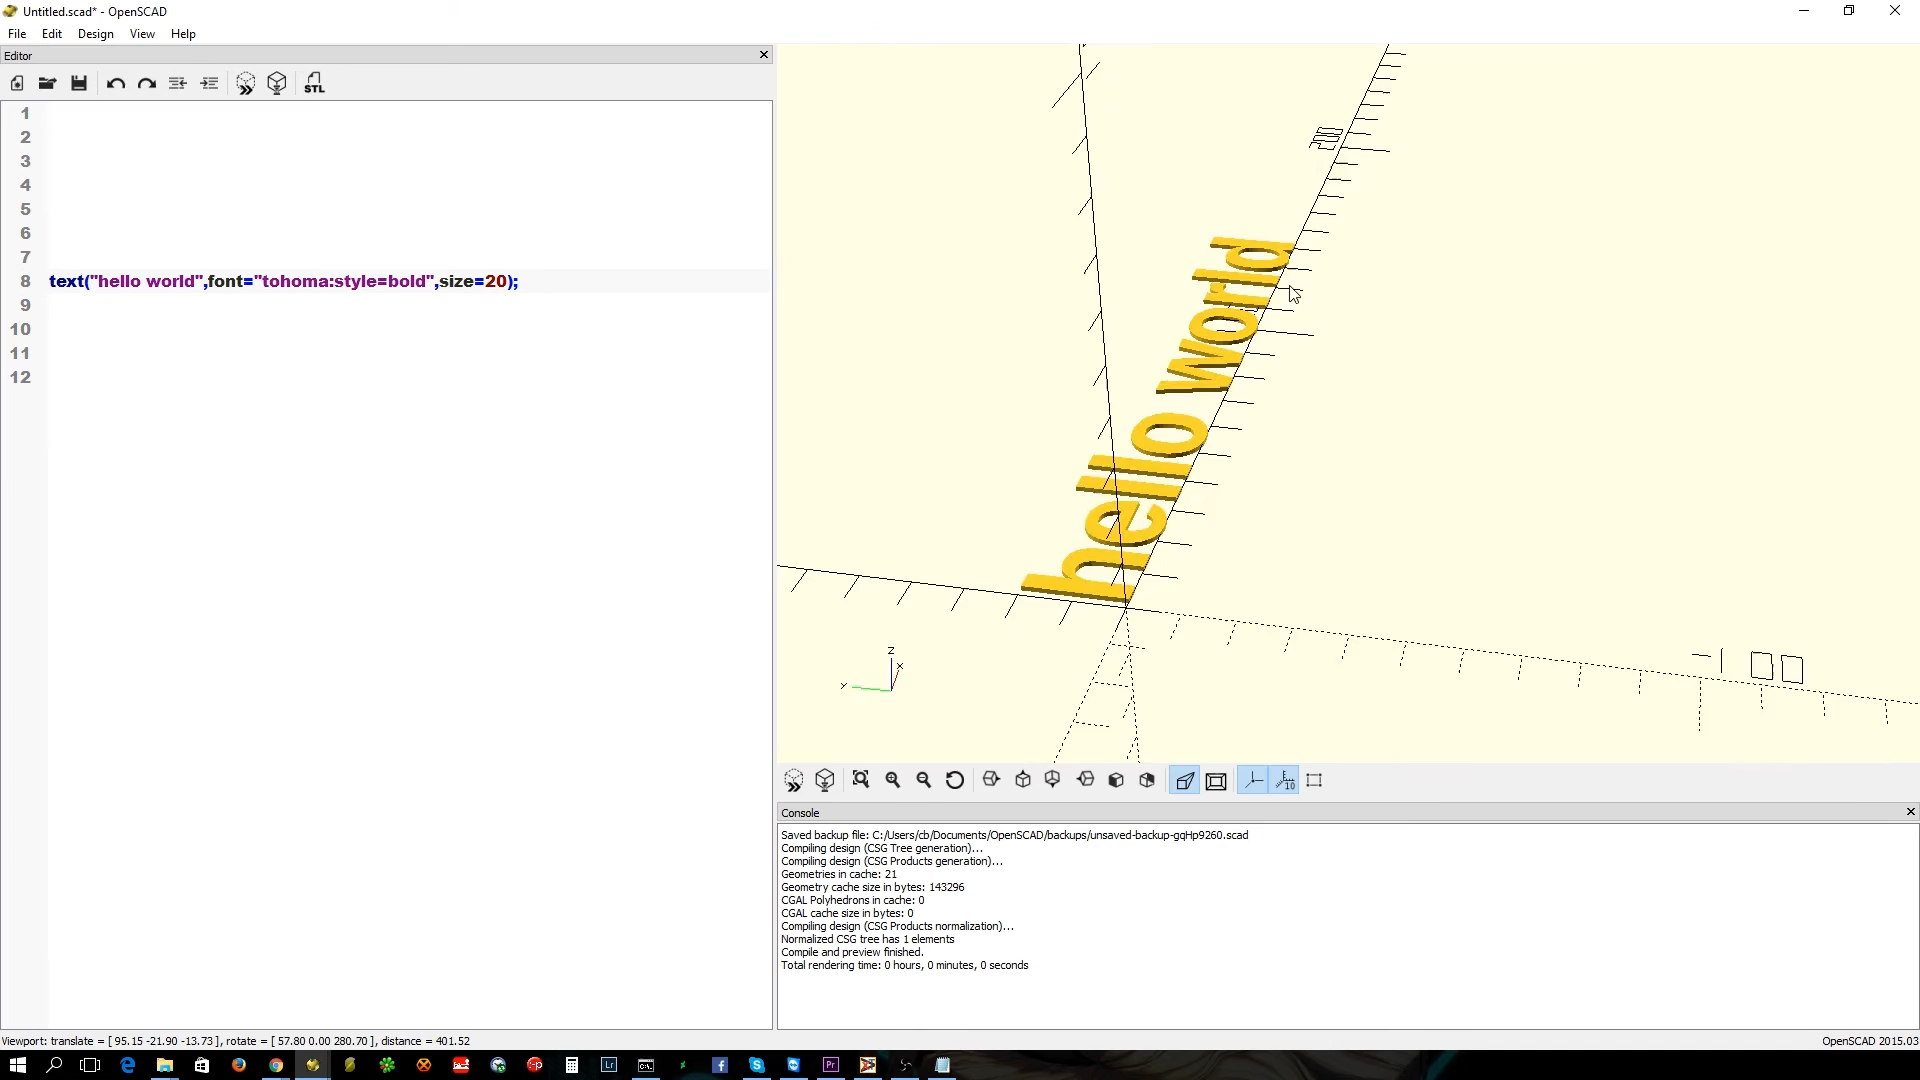 Untitled.scad* - OpenSCAD
File Edit Design View Help
Editor
STL
1
2
3
4
5
6
7
8 text("hello world",font="tohoma:style=bold",size=20);
9
10
11
12
hello world
200
-100
Z
X
Y
10
Console
Saved backup file: C:/Users/cb/Documents/OpenSCAD/backups/unsaved-backup-gqHp9260.scad
Compiling design (CSG Tree generation)...
Compiling design (CSG Products generation)...
Geometries in cache: 21
Geometry cache size in bytes: 143296
CGAL Polyhedrons in cache: 0
CGAL cache size in bytes: 0
Compiling design (CSG Products normalization)...
Normalized CSG tree has 1 elements
Compile and preview finished.
Total rendering time: 0 hours, 0 minutes, 0 seconds
Viewport: translate = [ 95.15 -21.90 -13.73 ], rotate = [ 57.80 0.00 280.70 ], distance = 401.52
OpenSCAD 2015.03
Lr
Pr